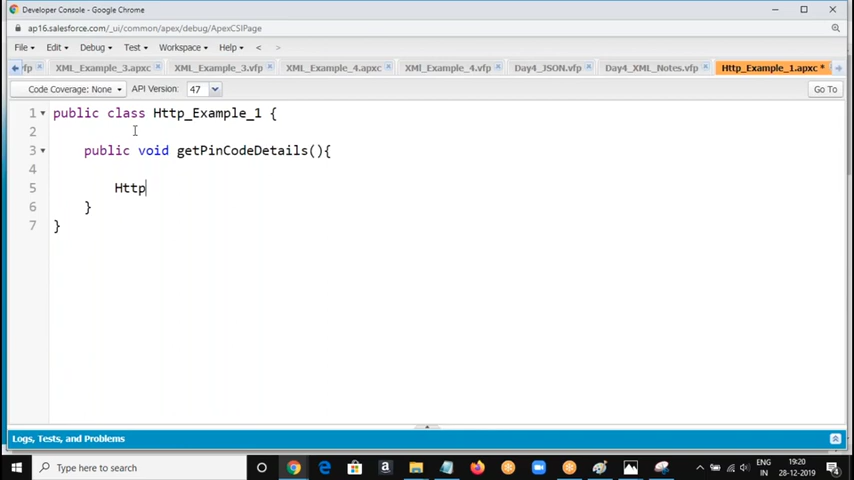 Developer Console - Google Chrome
ap16.salesforce.com/_ui/common/apex/debug/ApexCSIPage
File Edit Debug Test Workspace Help < >
vfp XML_Example_3.apxc XML_Example_3.vfp XML_Example_4.apxc XMl_Example_4.vfp Day4_JSON.vfp Day4_XML_Notes.vfp Http_Example_1.apxc *
Code Coverage: None API Version: 47 Go To
1 public class Http_Example_1 {
2
3 public void getPinCodeDetails(){
4
5 Http
6 }
7 }
Logs, Tests, and Problems
Type here to search
ENG 19:20
IN 28-12-2019
4